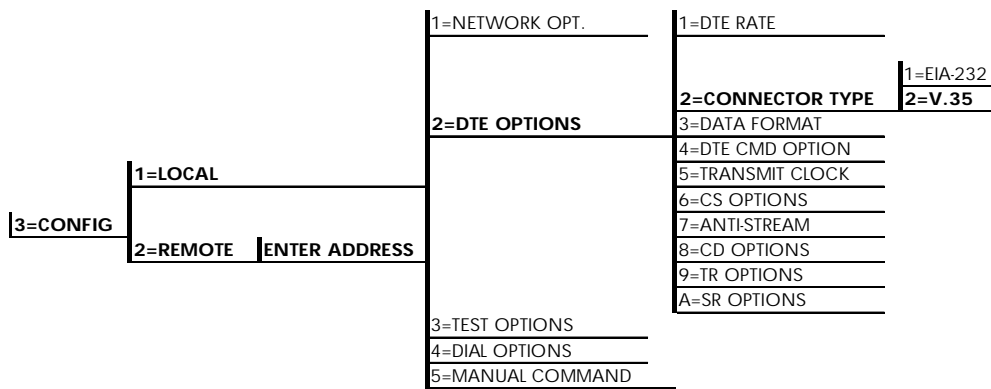 1=NETWORK OPT.
1=DTE RATE
1=EIA-232
2=CONNECTOR TYPE
2=V.35
2=DTE OPTIONS
3=DATA FORMAT
4=DTE CMD OPTION
1=LOCAL
5=TRANSMIT CLOCK
6=CS OPTIONS
3=CONFIG
7=ANTI-STREAM
2=REMOTE
ENTER ADDRESS
8=CD OPTIONS
9=TR OPTIONS
A=SR OPTIONS
3=TEST OPTIONS
4=DIAL OPTIONS
5=MANUAL COMMAND